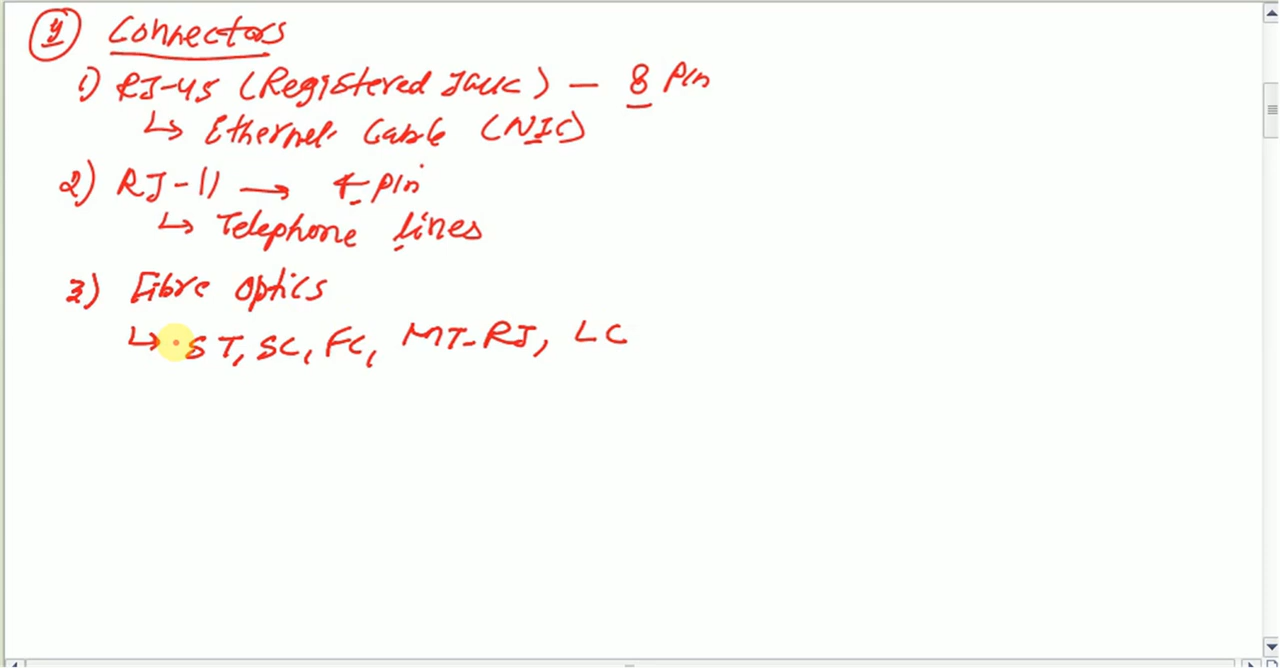 4 Connectors
1) RJ-45 (Registered Jack) - 8 Pin
↳ Ethernet Cable (NIC)
2) RJ-11 → 4 pin
↳ Telephone lines
3) Fibre optics
↳ ST, SC, FC, MT-RJ, LC